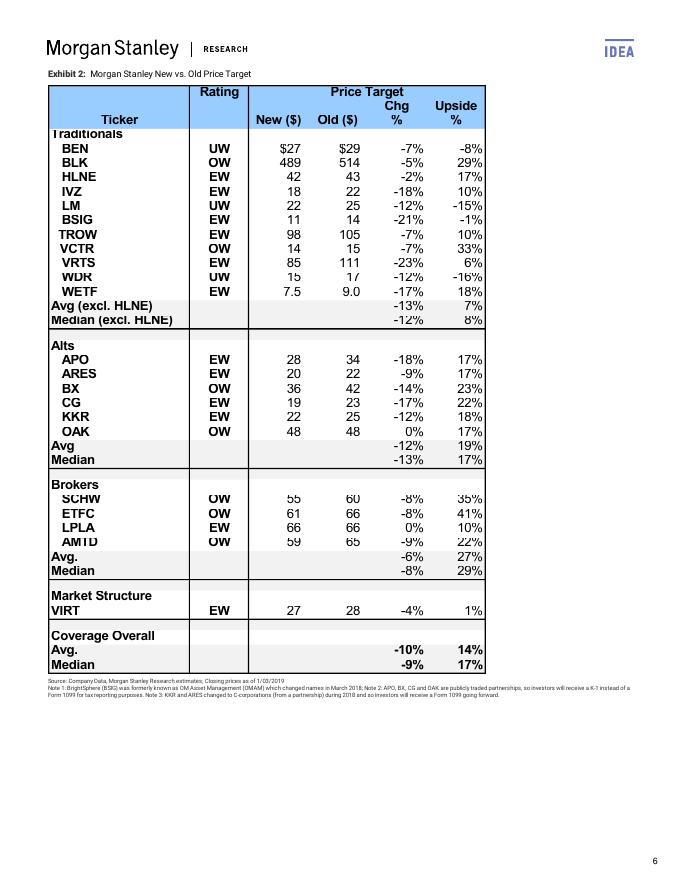 Morgan Stanley | RESEARCH
IDEA
Exhibit 2: Morgan Stanley New vs. Old Price Target
Rating Price Target
Chg Upside
Ticker New ($) Old ($) % %
Traditionals
BEN UW $27 $29 -7% -8%
BLK OW 489 514 -5% 29%
HLNE EW 42 43 -2% 17%
IVZ EW 18 22 -18% 10%
LM UW 22 25 -12% -15%
BSIG EW 11 14 -21% -1%
TROW EW 98 105 -7% 10%
VCTR OW 14 15 -7% 33%
VRTS EW 85 111 -23% 6%
WDR UW 15 17 -12% -16%
WETF EW 7.5 9.0 -17% 18%
Avg (excl. HLNE) -13% 7%
Median (excl. HLNE) -12% 8%
Alts
APO EW 28 34 -18% 17%
ARES EW 20 22 -9% 17%
BX OW 36 42 -14% 23%
CG EW 19 23 -17% 22%
KKR EW 22 25 -12% 18%
OAK OW 48 48 0% 17%
Avg -12% 19%
Median -13% 17%
Brokers
SCHW OW 55 60 -8% 35%
ETFC OW 61 66 -8% 41%
LPLA EW 66 66 0% 10%
AMTD OW 59 65 -9% 22%
Avg. -6% 27%
Median -8% 29%
Market Structure
VIRT EW 27 28 -4% 1%
Coverage Overall
Avg. -10% 14%
Median -9% 17%
Source: Company Data, Morgan Stanley Research estimates; Closing prices as of 1/03/2019
Note 1: BrightSphere (BSIG) was formerly known as OM Asset Management (OMAM) which changed names in March 2018; Note 2: APO, BX, CG and OAK are publicly traded partnerships, so investors will receive a K-1 instead of a
Form 1099 for tax reporting purposes. Note 3: KKR and ARES changed to C-corporations (from a partnership) during 2018 and so investors will receive a Form 1099 going forward.
6